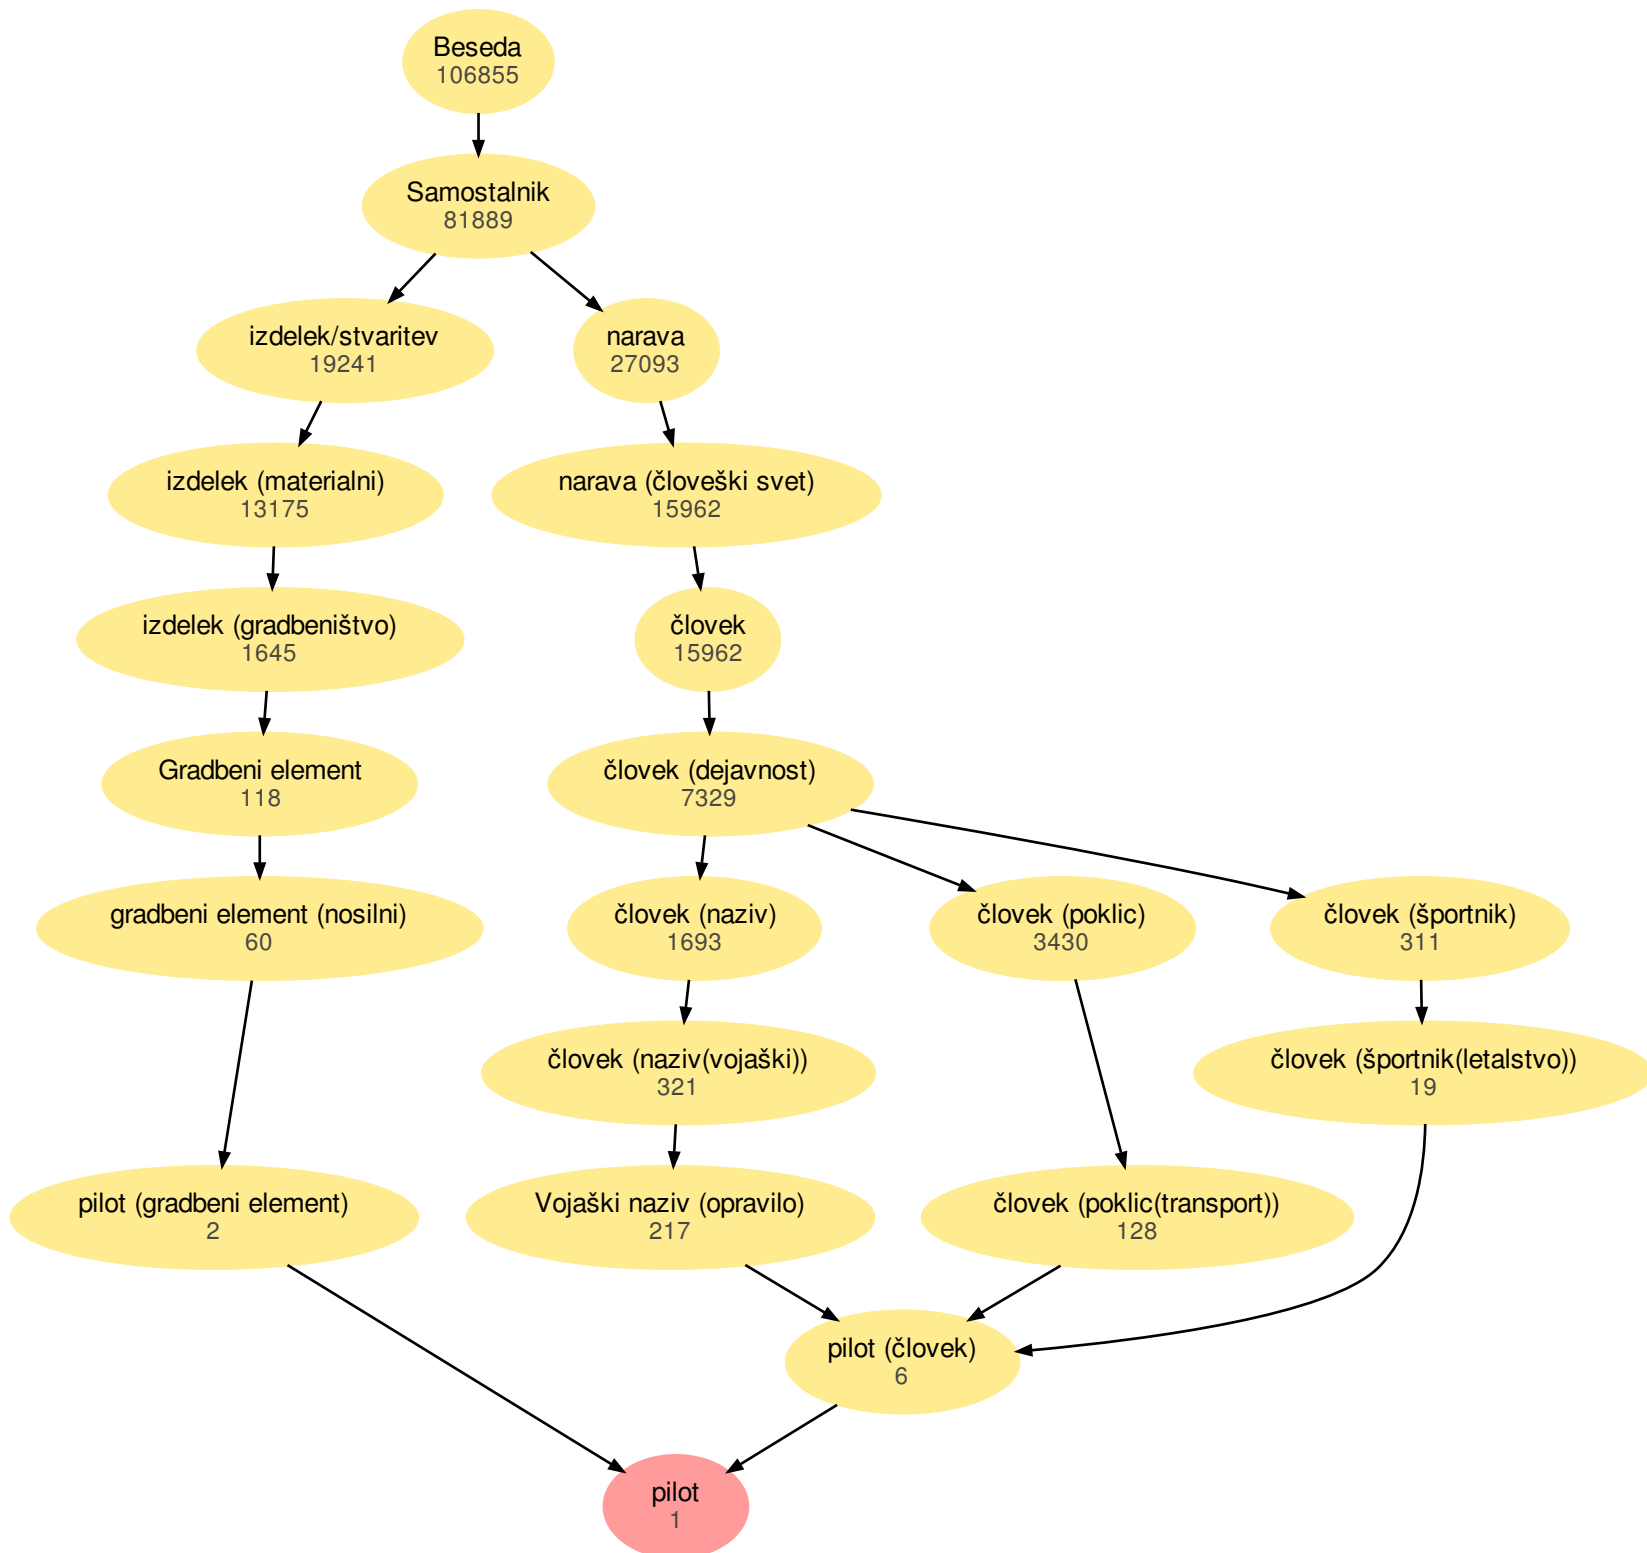 Beseda
106855
Samostalnik
81889
izdelek/stvaritev
19241
narava
27093
izdelek (materialni)
13175
narava (človeški svet)
15962
izdelek (gradbeništvo)
1645
človek
15962
Gradbeni element
118
človek (dejavnost)
7329
gradbeni element (nosilni)
60
človek (naziv)
1693
človek (poklic)
3430
človek (športnik)
311
človek (naziv(vojaški))
321
človek (športnik(letalstvo))
19
pilot (gradbeni element)
2
Vojaški naziv (opravilo)
217
človek (poklic(transport))
128
pilot (človek)
6
pilot
1